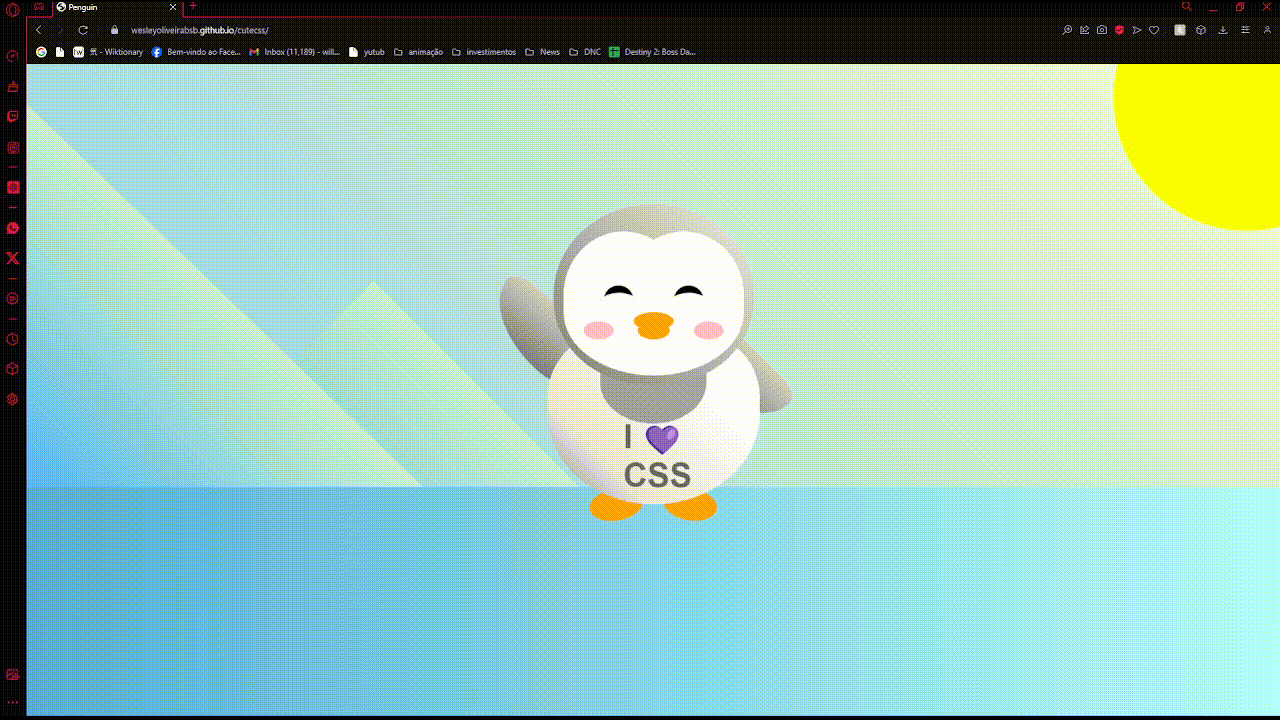 Penguin
wesleyoliveirabsb.github.io/cutecss/
- Wiktionary
Bem-vindo ao Face...
Inbox (11,189) - will...
yutub
animação
investimentos
News
DNC
Destiny 2: Boss Da...
I 💜
CSS